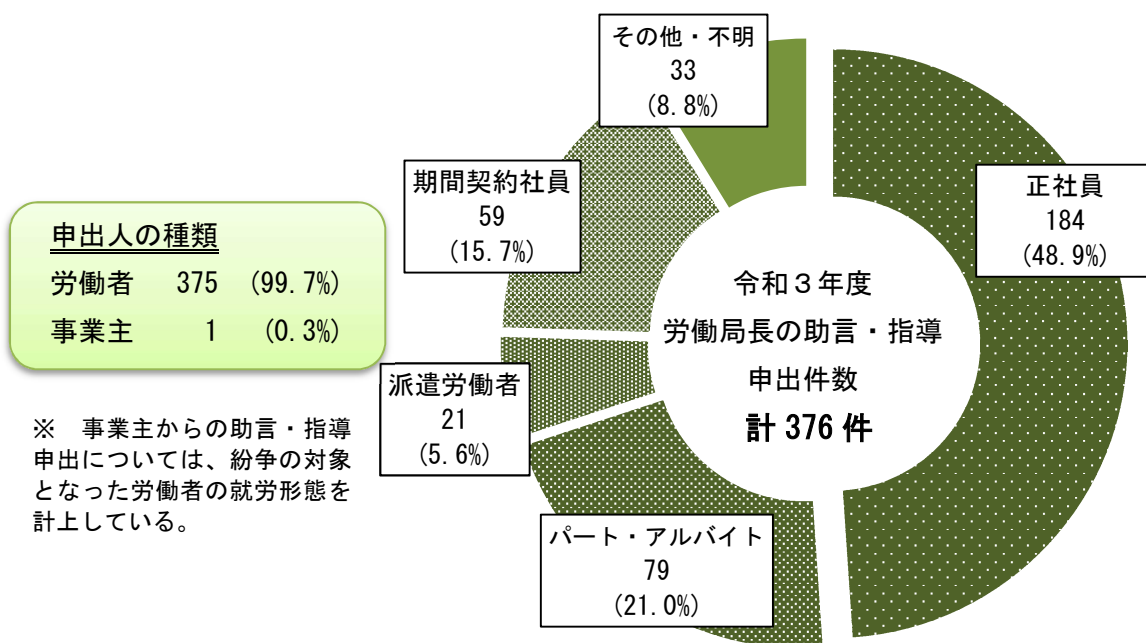 その他・不明
33
(8.8%)
期間契約社員
59
(15.7%)
正社員
184
(48.9%)
申出人の種類
労働者 375 (99.7%)
事業主 1 (0.3%)
令和３年度
労働局長の助言・指導
申出件数
計 376 件
派遣労働者
21
(5.6%)
※ 事業主からの助言・指導
申出については、紛争の対象
となった労働者の就労形態を
計上している。
パート・アルバイト
79
(21.0%)